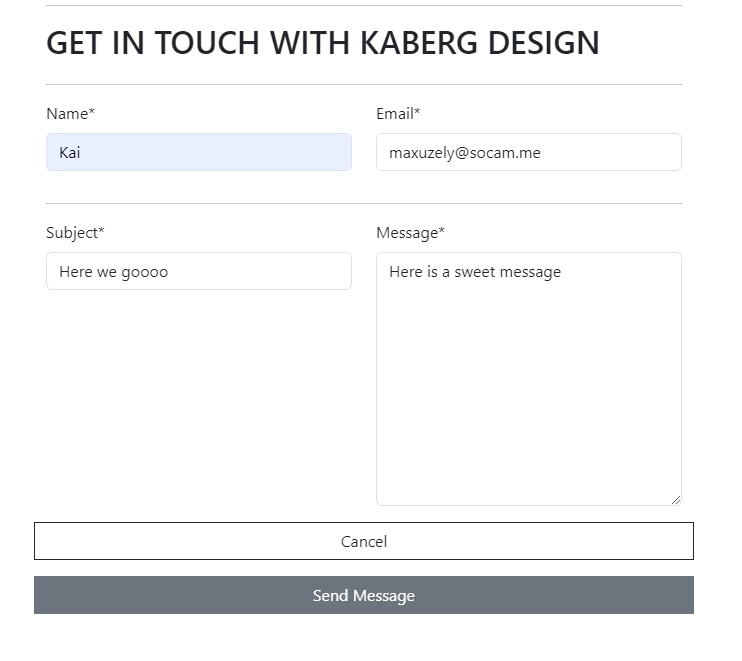 GET IN TOUCH WITH KABERG DESIGN
Name*
Email*
Kai
maxuzely@socam.me
Subject*
Message*
Here we goooo
Here is a sweet message
Cancel
Send Message